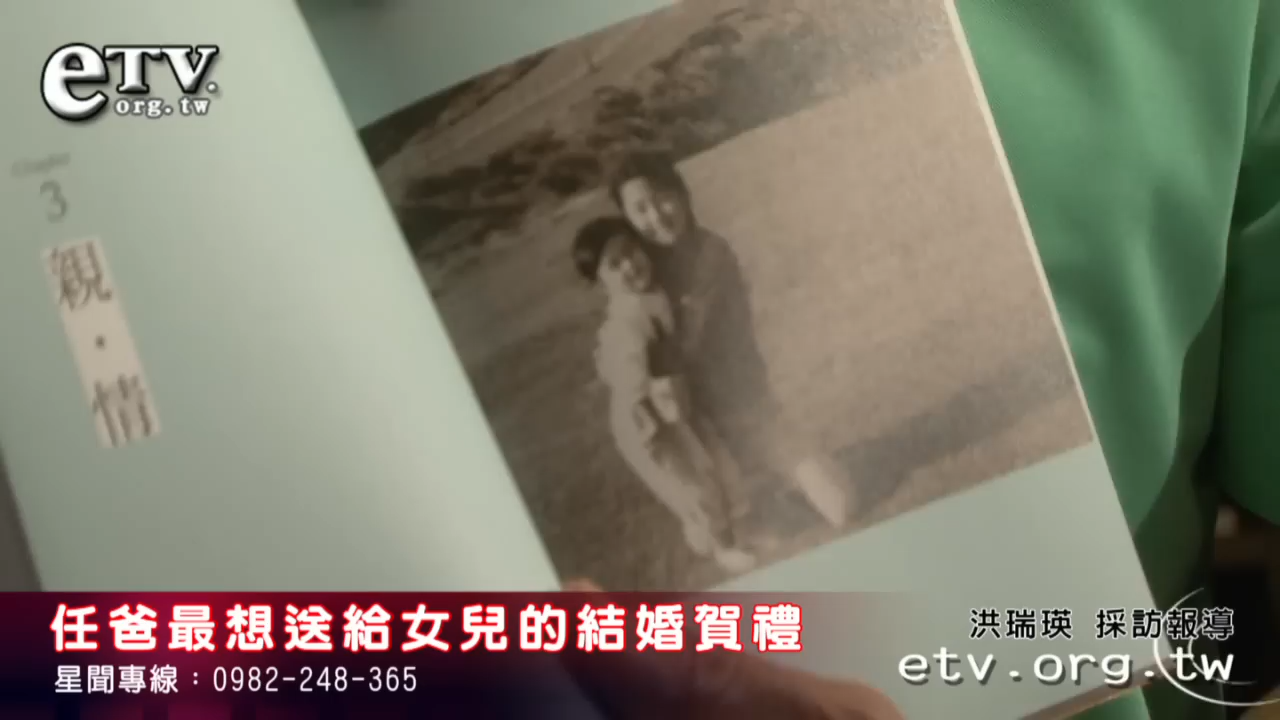 eTV.
org.tw
3
親·情
任爸最想送給女兒的結婚賀禮
洪瑞瑛 採訪報導
星聞專線：0982-248-365
etv.org.tw